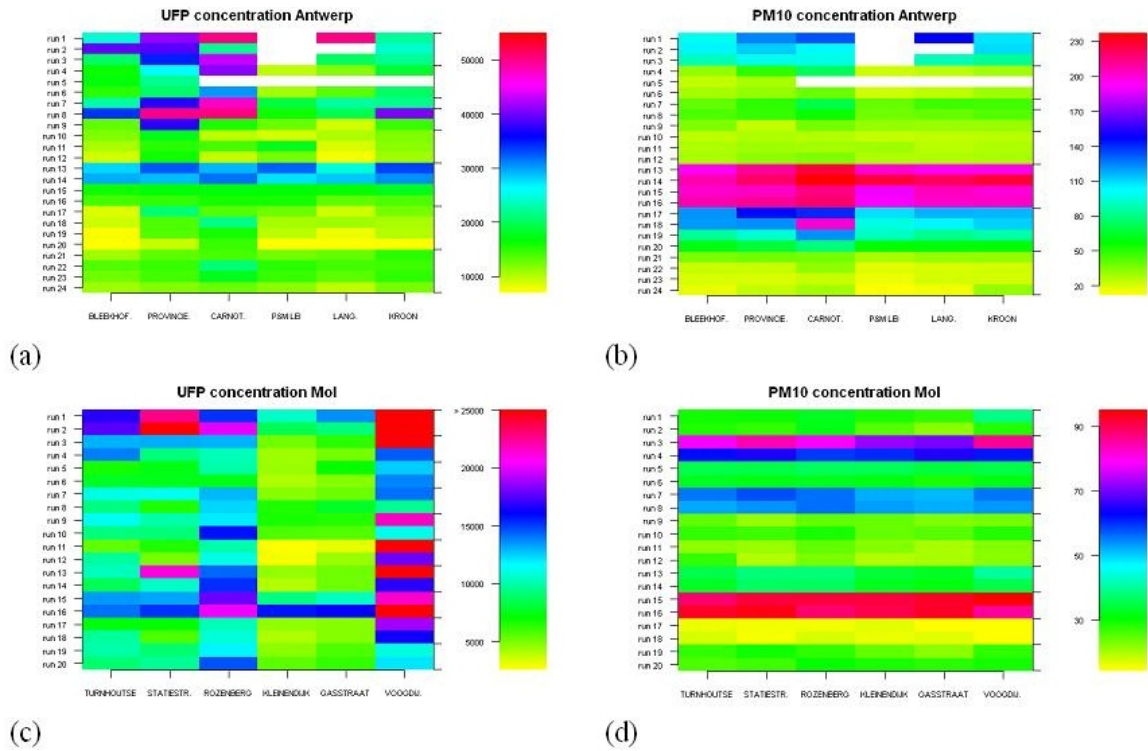 UFP concentration Antwerp
run 1
run 2
run 3
run 4
run 5
run 6
run 7
run 8
run 9
run 10
run 11
run 12
run 13
run 14
run 15
run 16
run 17
run 18
run 19
run 20
run 21
run 22
run 23
run 24
BLEEKHOF. PROVINCIE. CARNOT. P&M LEI LANG. KROON
50000
40000
30000
20000
10000
(a)
PM10 concentration Antwerp
run 1
run 2
run 3
run 4
run 5
run 6
run 7
run 8
run 9
run 10
run 11
run 12
run 13
run 14
run 15
run 16
run 17
run 18
run 19
run 20
run 21
run 22
run 23
run 24
BLEEKHOF. PROVINCIE. CARNOT. P&M LEI LANG. KROON
230
200
170
140
110
80
50
20
(b)
UFP concentration Mol
run 1
run 2
run 3
run 4
run 5
run 6
run 7
run 8
run 9
run 10
run 11
run 12
run 13
run 14
run 15
run 16
run 17
run 18
run 19
run 20
TURNHOUTSE STATIESTR. ROZENBERG KLEINENDIJK GASSTRAAT VOOGDIJ.
> 25000
20000
15000
10000
5000
(c)
PM10 concentration Mol
run 1
run 2
run 3
run 4
run 5
run 6
run 7
run 8
run 9
run 10
run 11
run 12
run 13
run 14
run 15
run 16
run 17
run 18
run 19
run 20
TURNHOUTSE STATIESTR. ROZENBERG KLEINENDIJK GASSTRAAT VOOGDIJ.
90
70
50
30
(d)